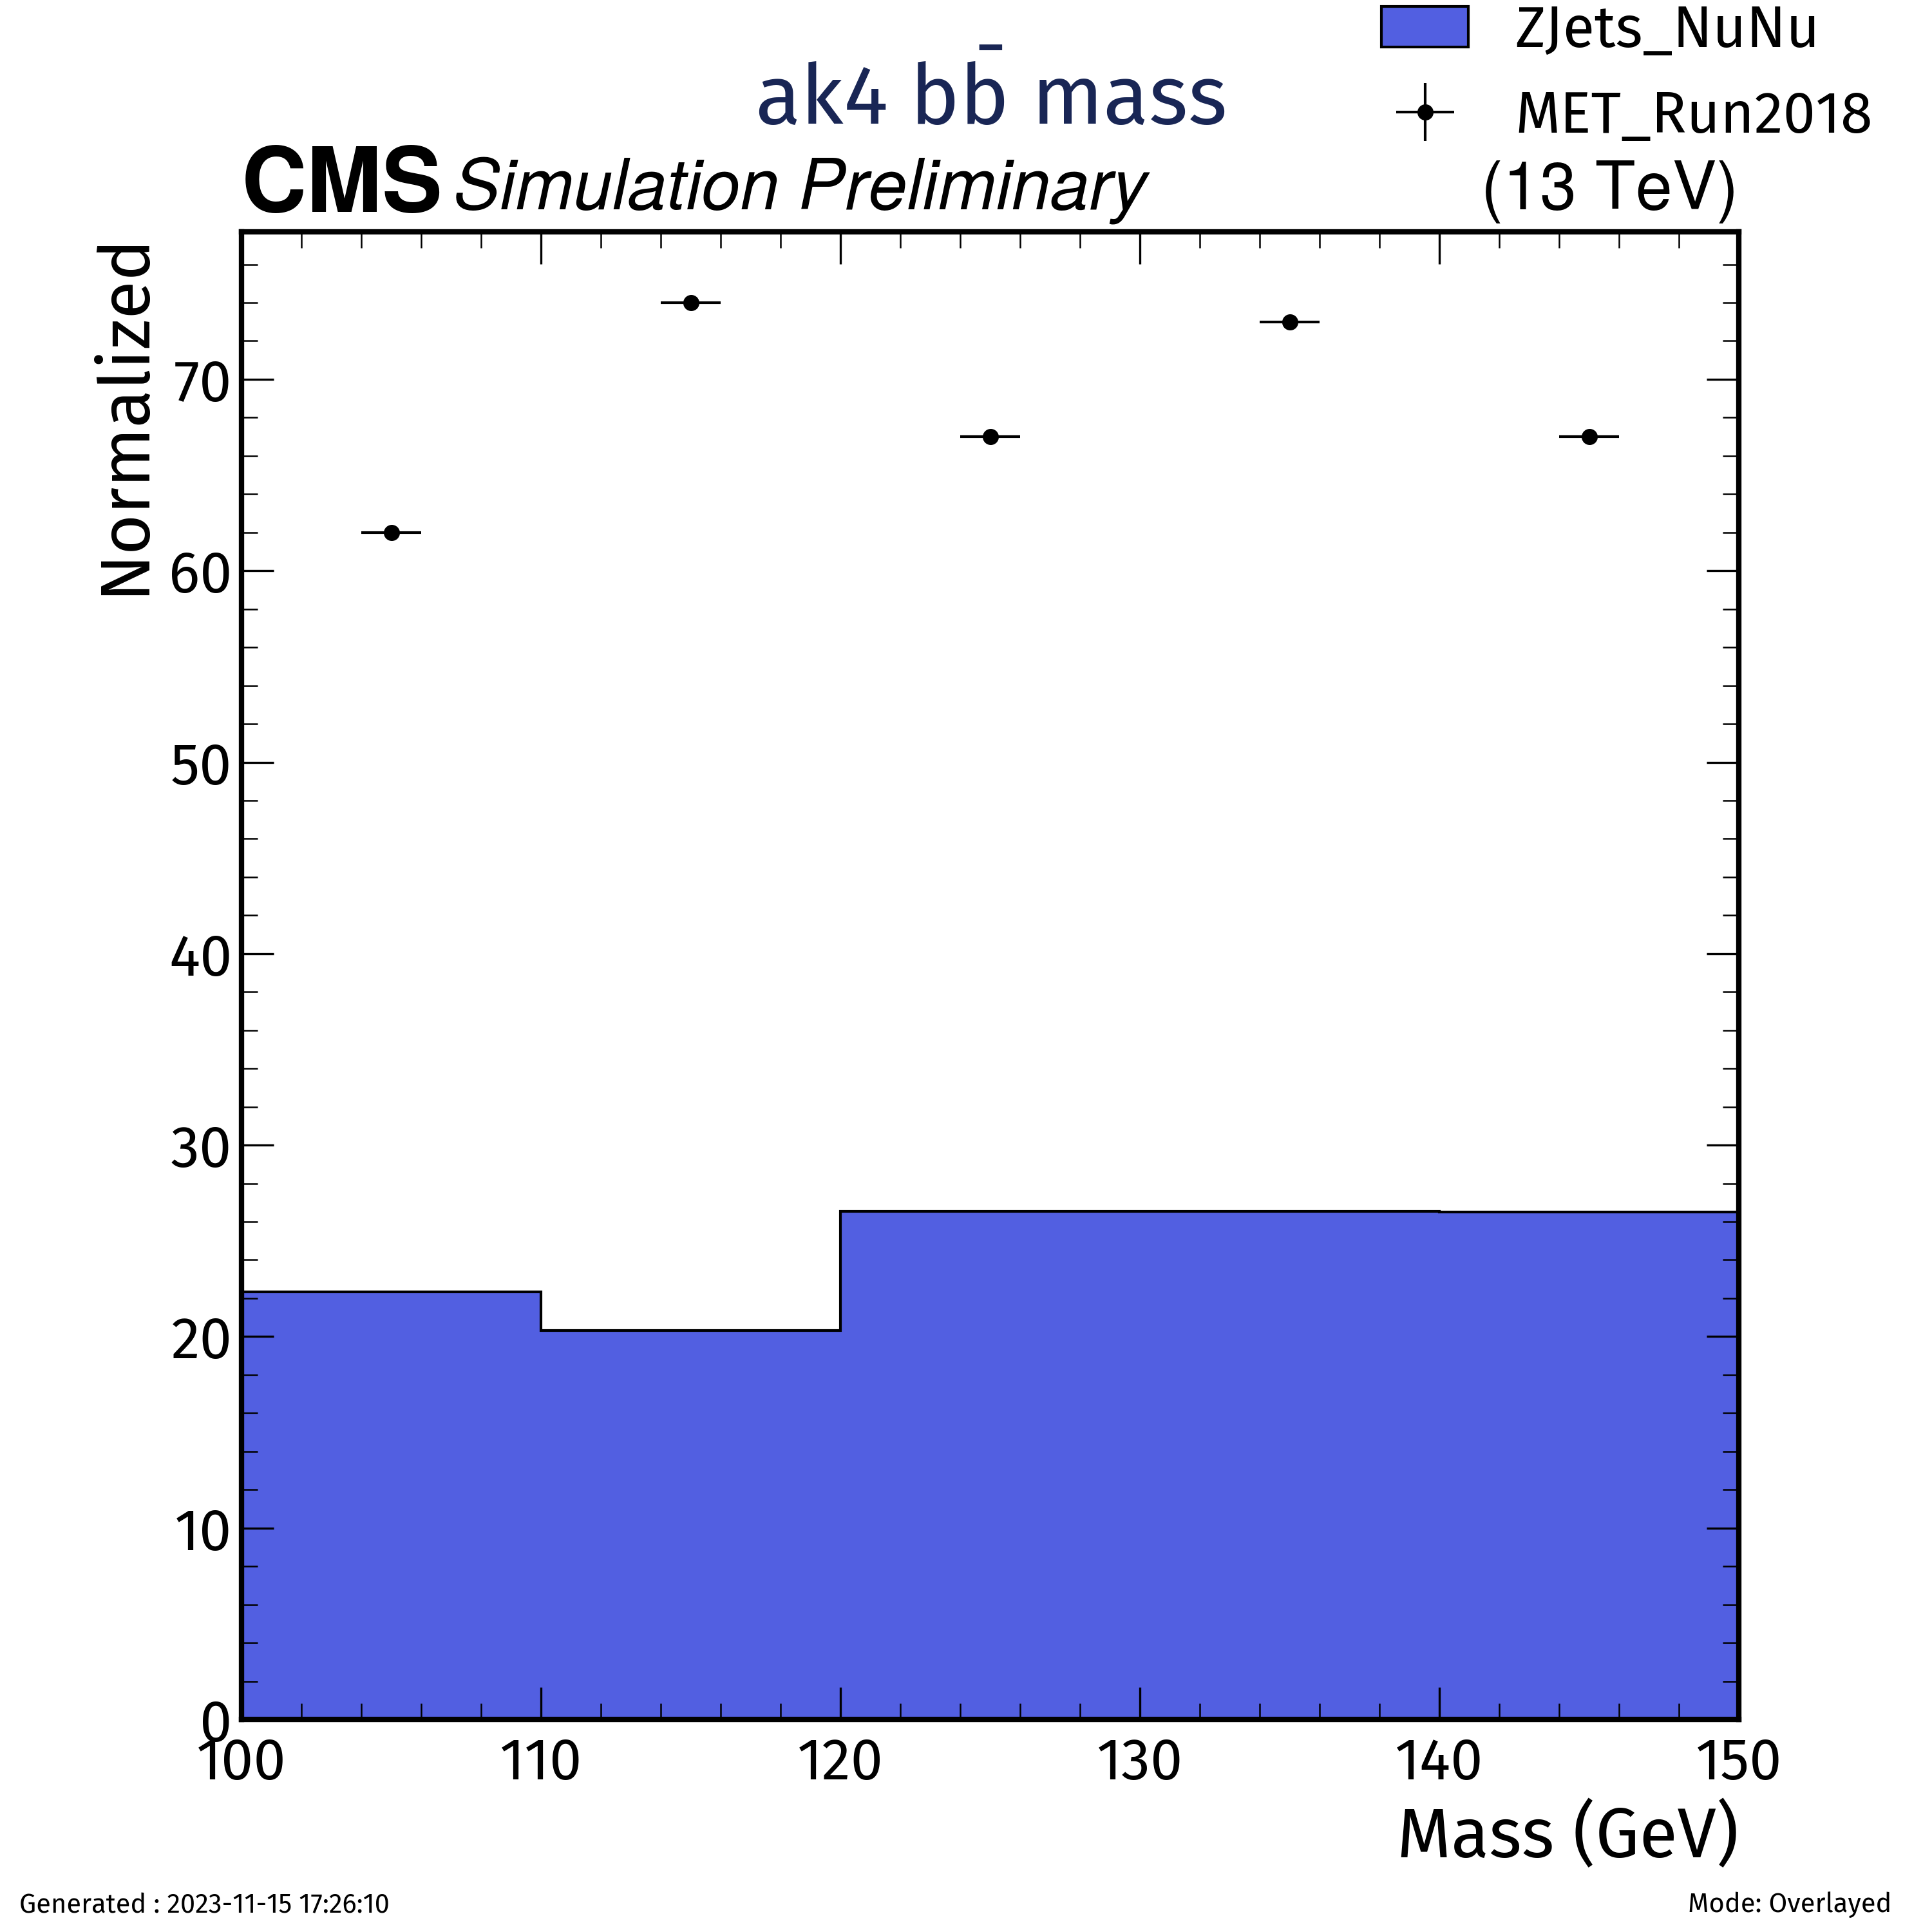 ZJets_NuNu
ak4 bb̄ mass
MET_Run2018
CMS Simulation Preliminary (13 TeV)
Normalized
70
60
50
40
30
20
10
0
100 110 120 130 140 150
Mass (GeV)
Generated : 2023-11-15 17:26:10 Mode: Overlayed